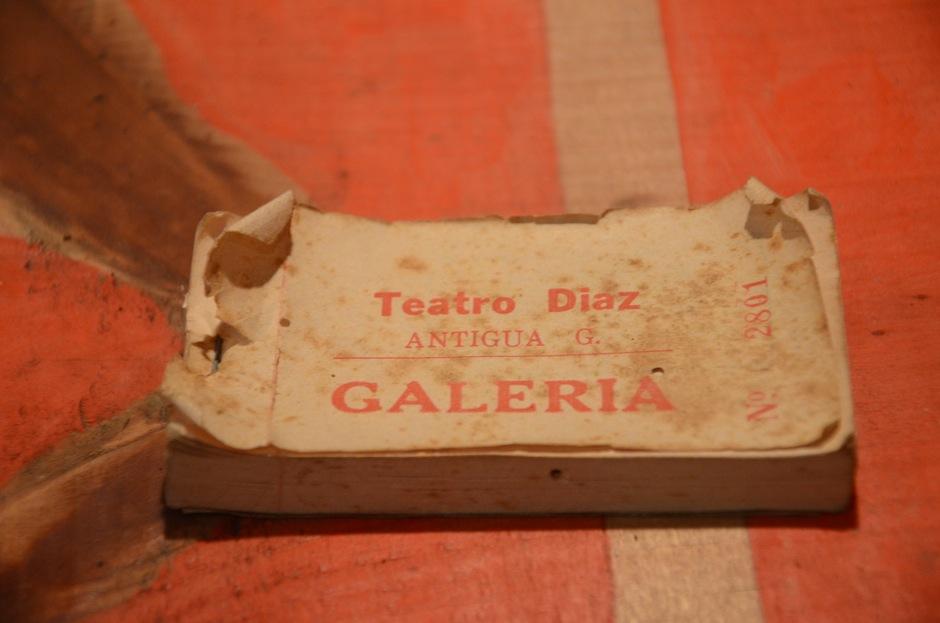 Teatro Diaz
ANTIGUA G.
GALERIA
Nº 2801